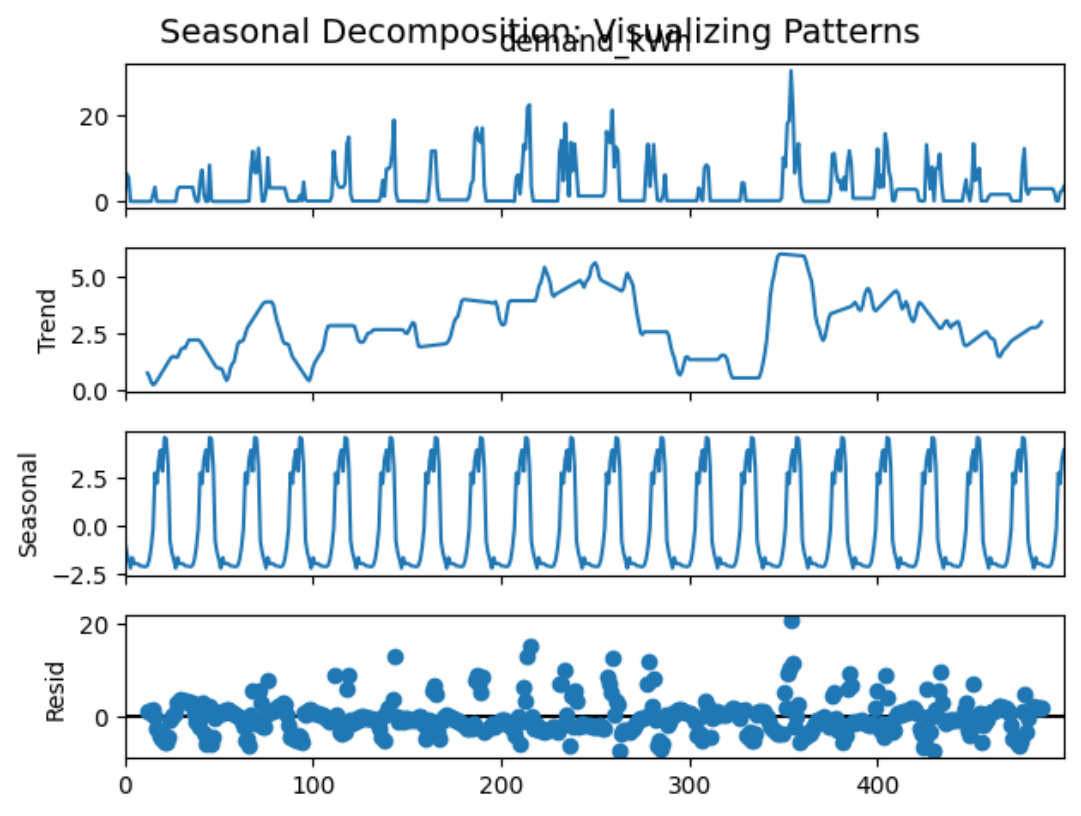 Seasonal Decomposition: Visualizing Patterns
demand_kWh
20
0
Trend
5.0
2.5
0.0
Seasonal
2.5
0.0
−2.5
Resid
20
0
0 100 200 300 400